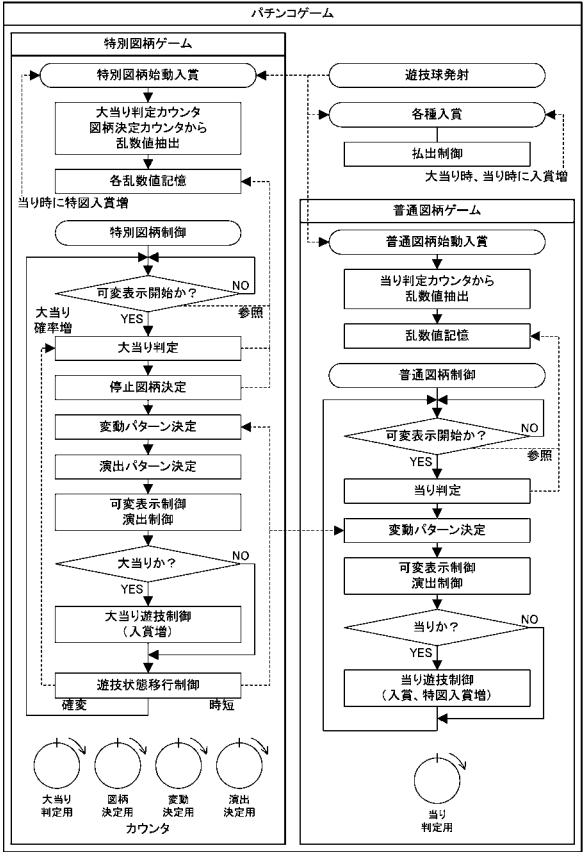 パチンコゲーム
特別図柄ゲーム
特別図柄始動入賞
大当り判定カウンタ
図柄決定カウンタから
乱数値抽出
各乱数値記憶
当り時に特図入賞増
特別図柄制御
可変表示開始か?
NO
YES
参照
大当り
確率増
大当り判定
停止図柄決定
変動パターン決定
演出パターン決定
可変表示制御
演出制御
大当りか?
NO
YES
大当り遊技制御
(入賞増)
遊技状態移行制御
確変
時短
大当り
判定用
図柄
決定用
変動
決定用
演出
決定用
カウンタ
遊技球発射
各種入賞
払出制御
大当り時、当り時に入賞増
普通図柄ゲーム
普通図柄始動入賞
当り判定カウンタから
乱数値抽出
乱数値記憶
普通図柄制御
可変表示開始か?
NO
YES
参照
当り判定
変動パターン決定
可変表示制御
演出制御
当りか?
NO
YES
当り遊技制御
(入賞、特図入賞増)
当り
判定用